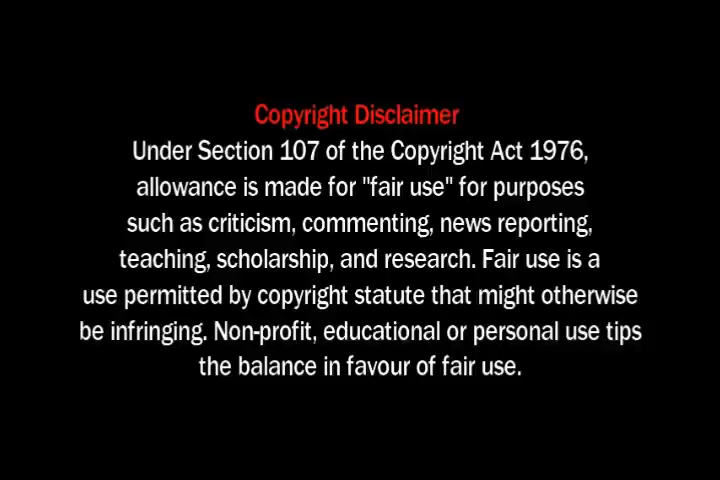 Copyright Disclaimer
Under Section 107 of the Copyright Act 1976,
allowance is made for "fair use" for purposes
such as criticism, commenting, news reporting,
teaching, scholarship, and research. Fair use is a
use permitted by copyright statute that might otherwise
be infringing. Non-profit, educational or personal use tips
the balance in favour of fair use.